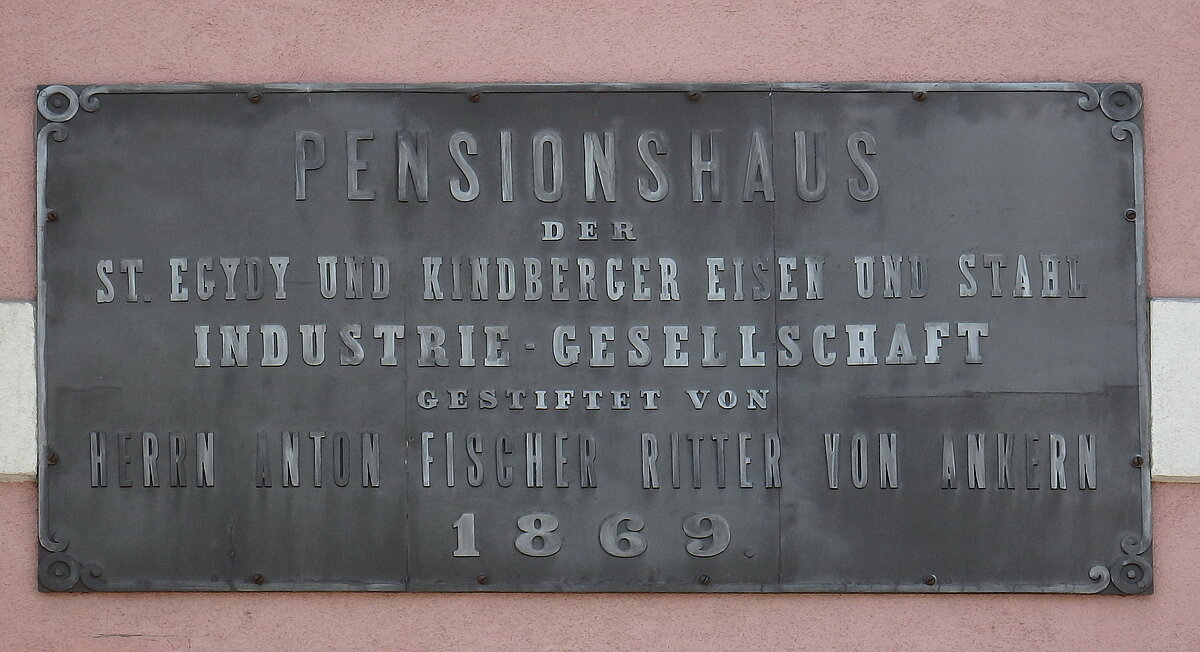 PENSIONSHAUS
DER
ST. EGYDY UND KINDBERGER EISEN UND STAHL
INDUSTRIE-GESELLSCHAFT
GESTIFTET VON
HERRN ANTON FISCHER RITTER VON ANKERN
1869.